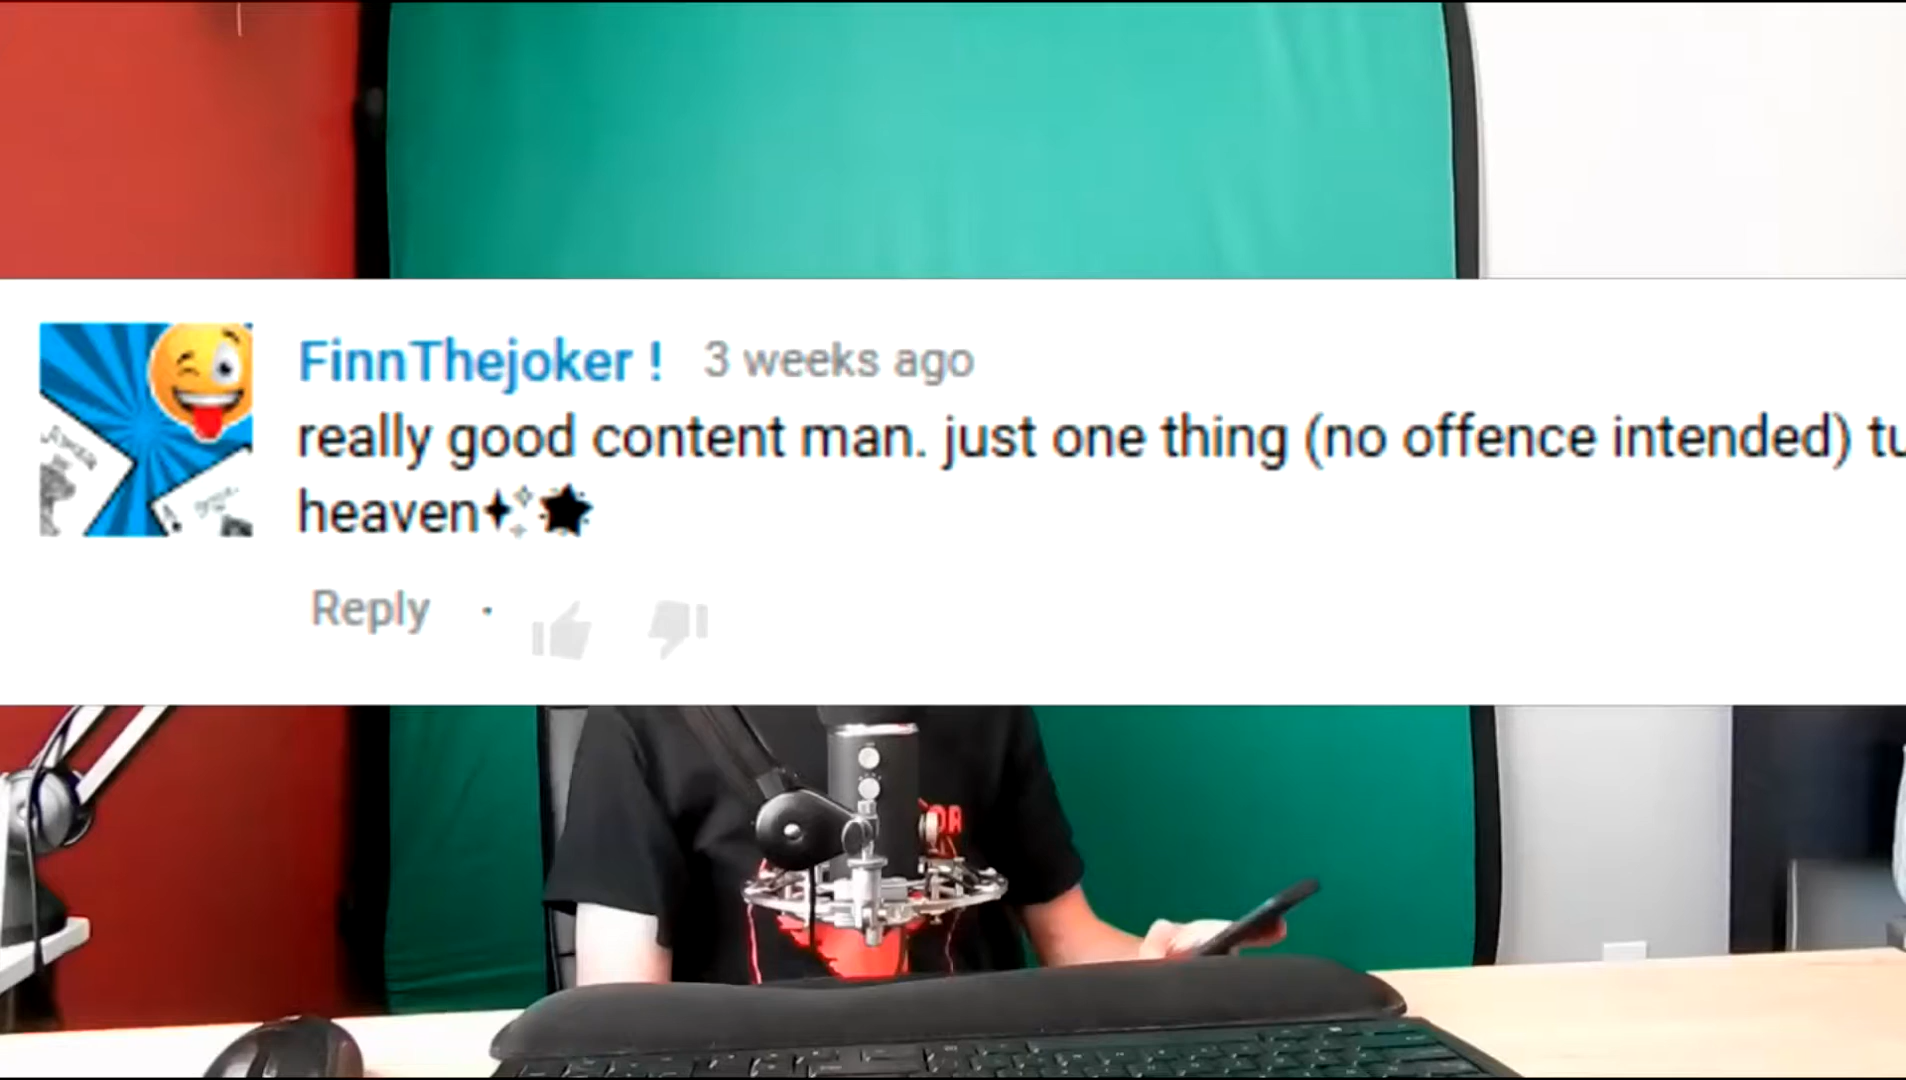 FinnThejoker ! 3 weeks ago
really good content man. just one thing (no offence intended)
heaven
Reply